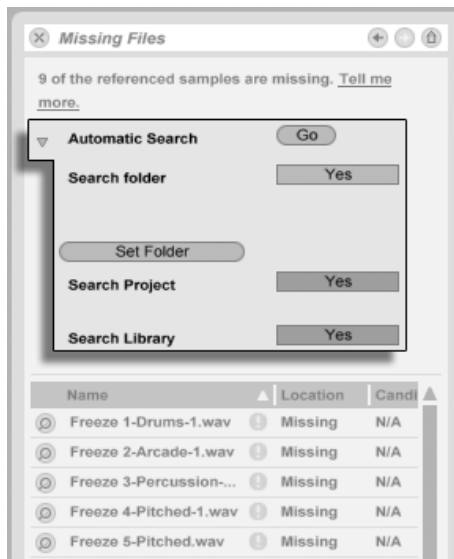 Missing Files
9 of the referenced samples are missing. Tell me
more.
Automatic Search Go
Search folder Yes
Set Folder
Search Project Yes
Search Library Yes
Name Location Candi
Freeze 1-Drums-1.wav Missing N/A
Freeze 2-Arcade-1.wav Missing N/A
Freeze 3-Percussion-... Missing N/A
Freeze 4-Pitched-1.wav Missing N/A
Freeze 5-Pitched.wav Missing N/A